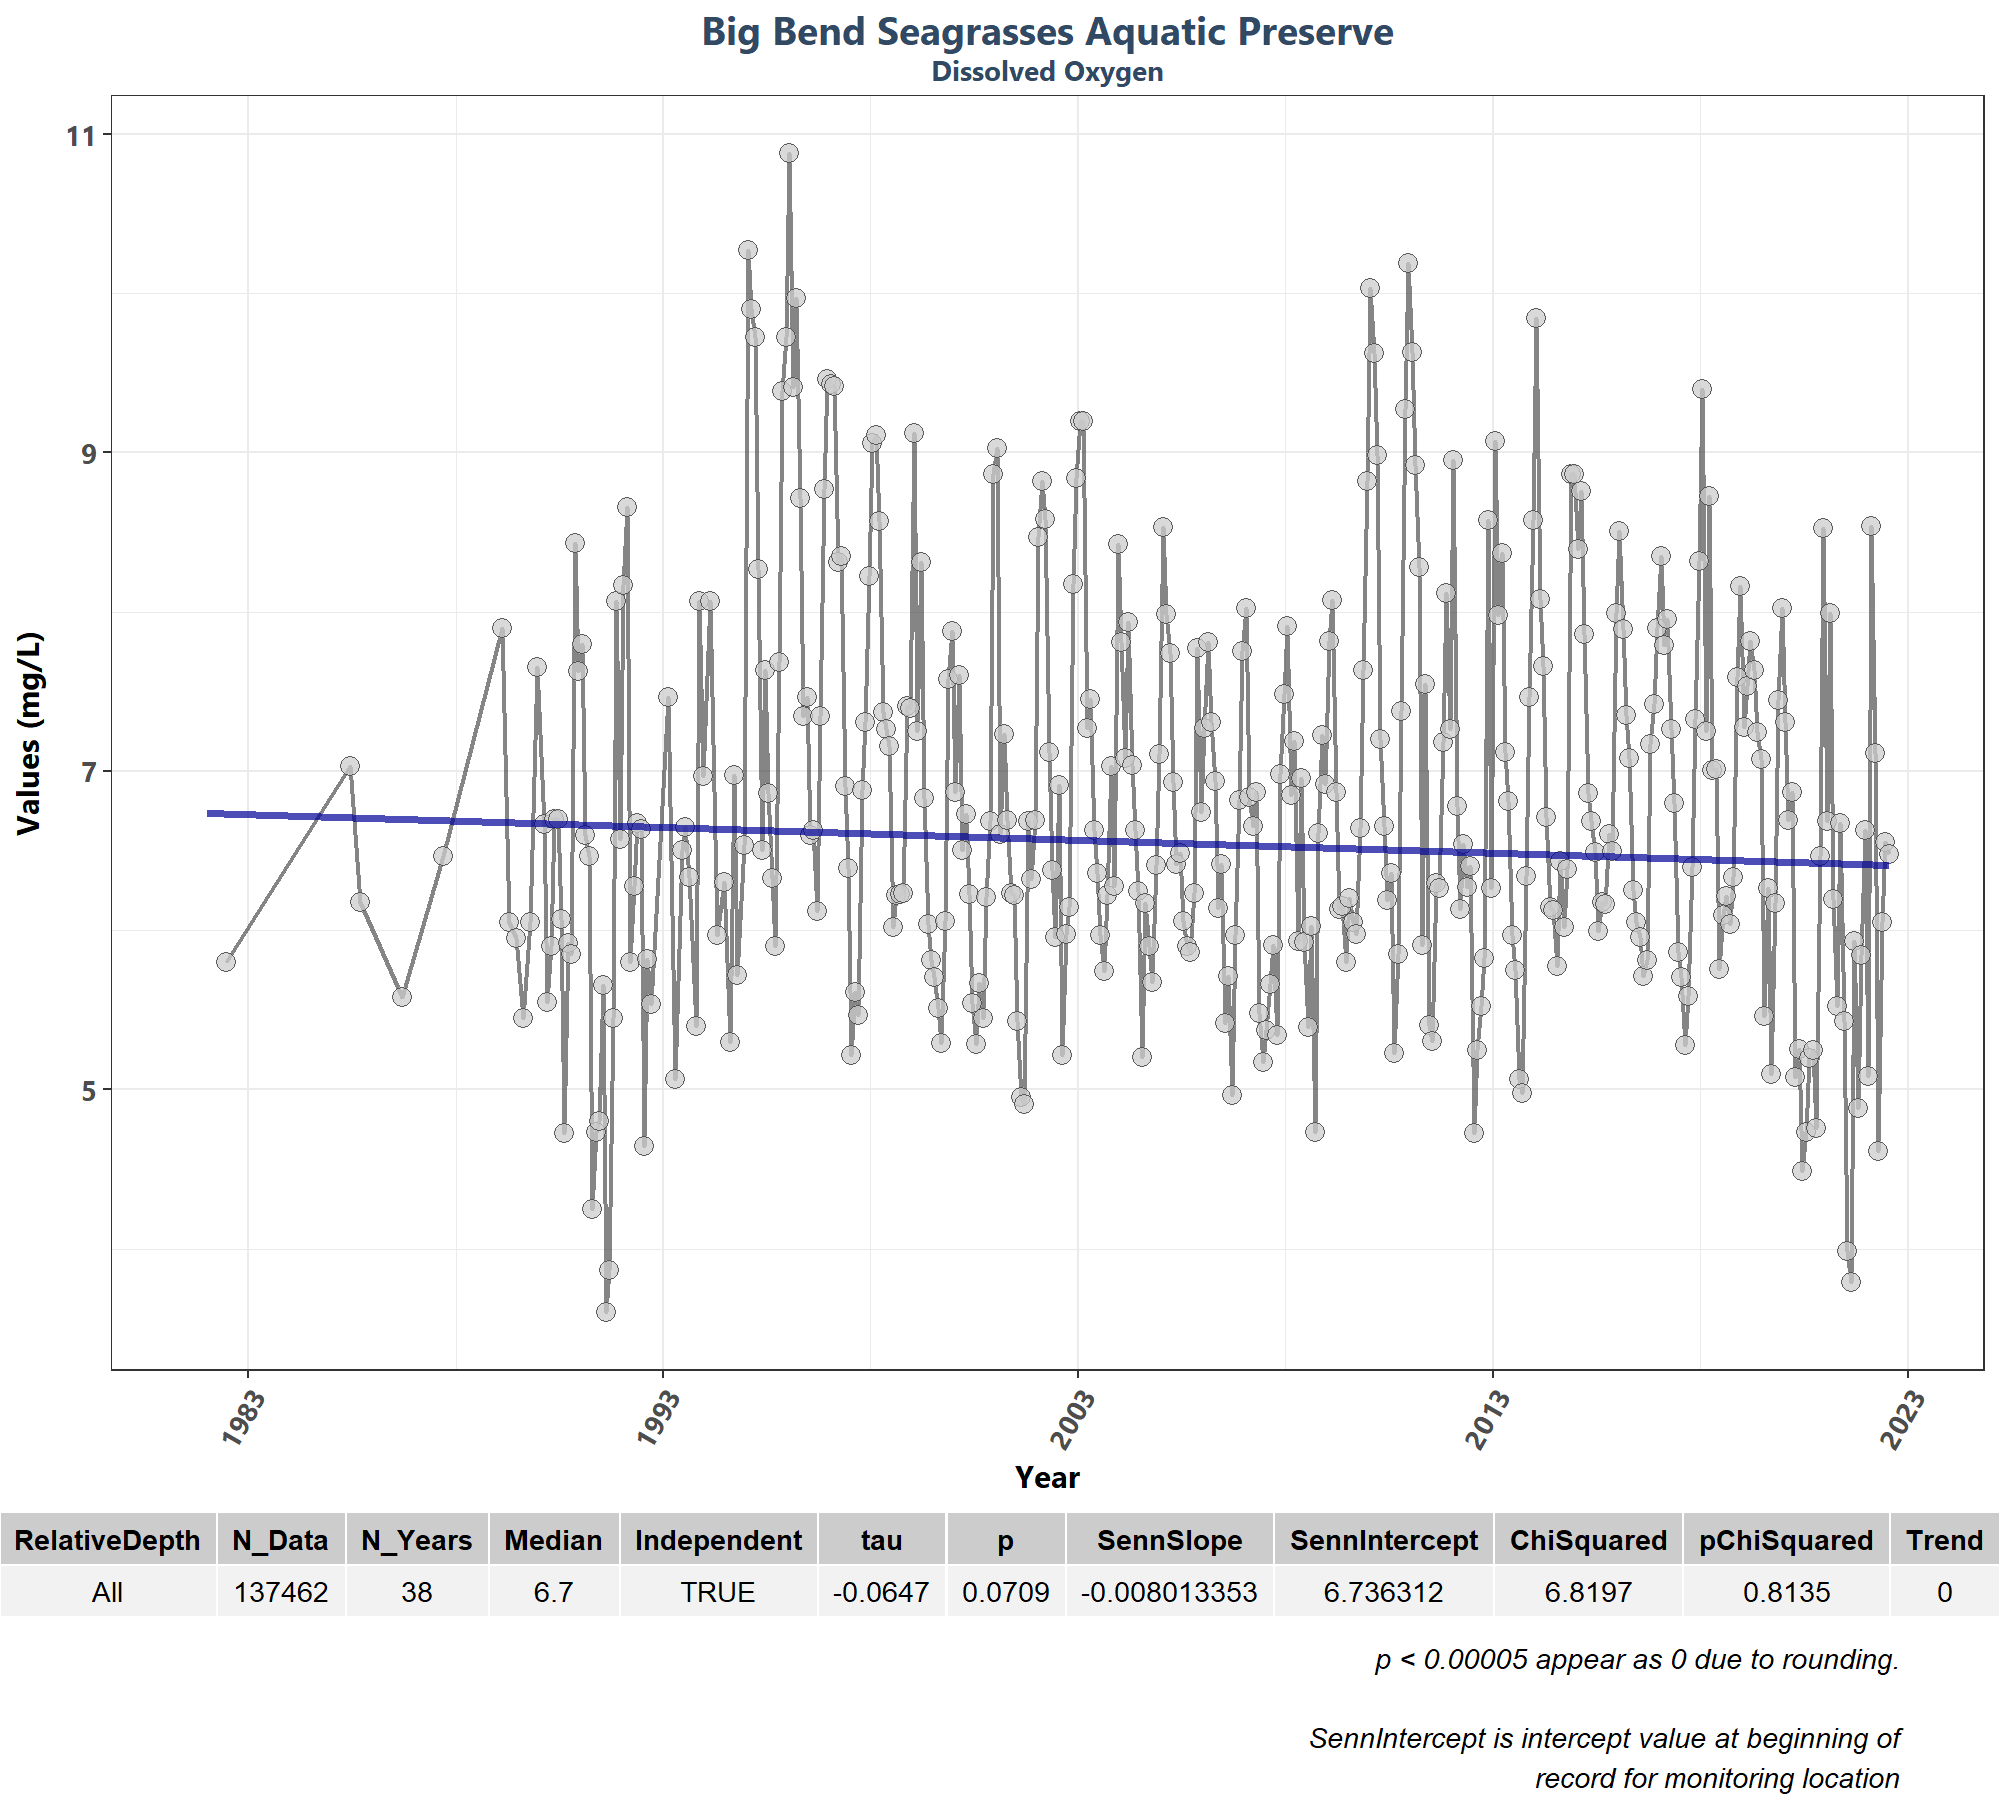 Big Bend Seagrasses Aquatic Preserve
Dissolved Oxygen
11
9
7
5
Values (mg/L)
1983 1993 2003 2013 2023
Year
RelativeDepth N_Data N_Years Median Independent tau p SennSlope SennIntercept ChiSquared pChiSquared Trend
All 137462 38 6.7 TRUE -0.0647 0.0709 -0.008013353 6.736312 6.8197 0.8135 0
p < 0.00005 appear as 0 due to rounding.
SennIntercept is intercept value at beginning of
record for monitoring location